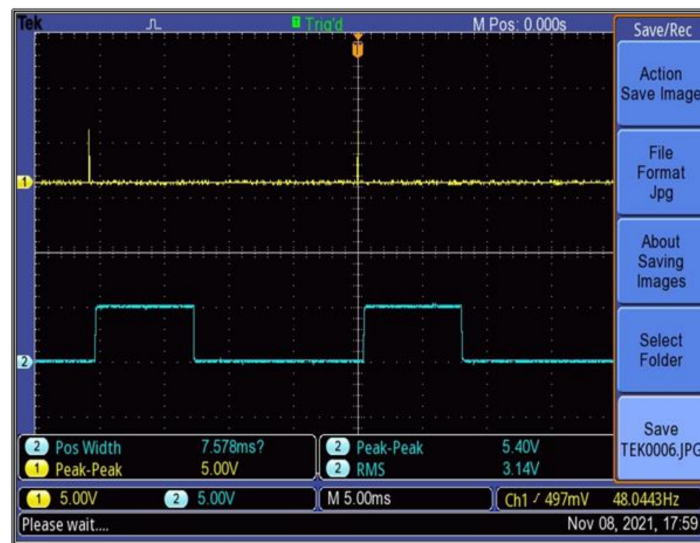 Tek Trig'd M Pos: 0.000s Save/Rec
Action
Save Image
File
Format
Jpg
About
Saving
Images
Select
Folder
Save
TEK0006.JPG
1
2
2 Pos Width 7.578ms? 2 Peak-Peak 5.40V
1 Peak-Peak 5.00V 2 RMS 3.14V
1 5.00V 2 5.00V M 5.00ms Ch1 / 497mV 48.0443Hz
Please wait.... Nov 08, 2021, 17:59